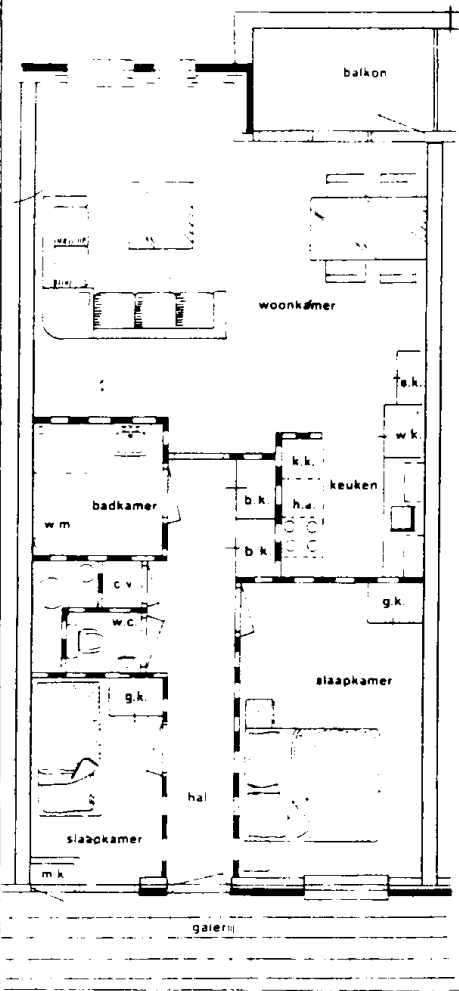 balkon
woonkamer
s.k.
w.k.
k.k.
keuken
b.k.
h.a.
badkamer
w m
b.k.
c.v.
g.k.
w.c.
slaapkamer
g.k.
hal
slaapkamer
m k
galerij